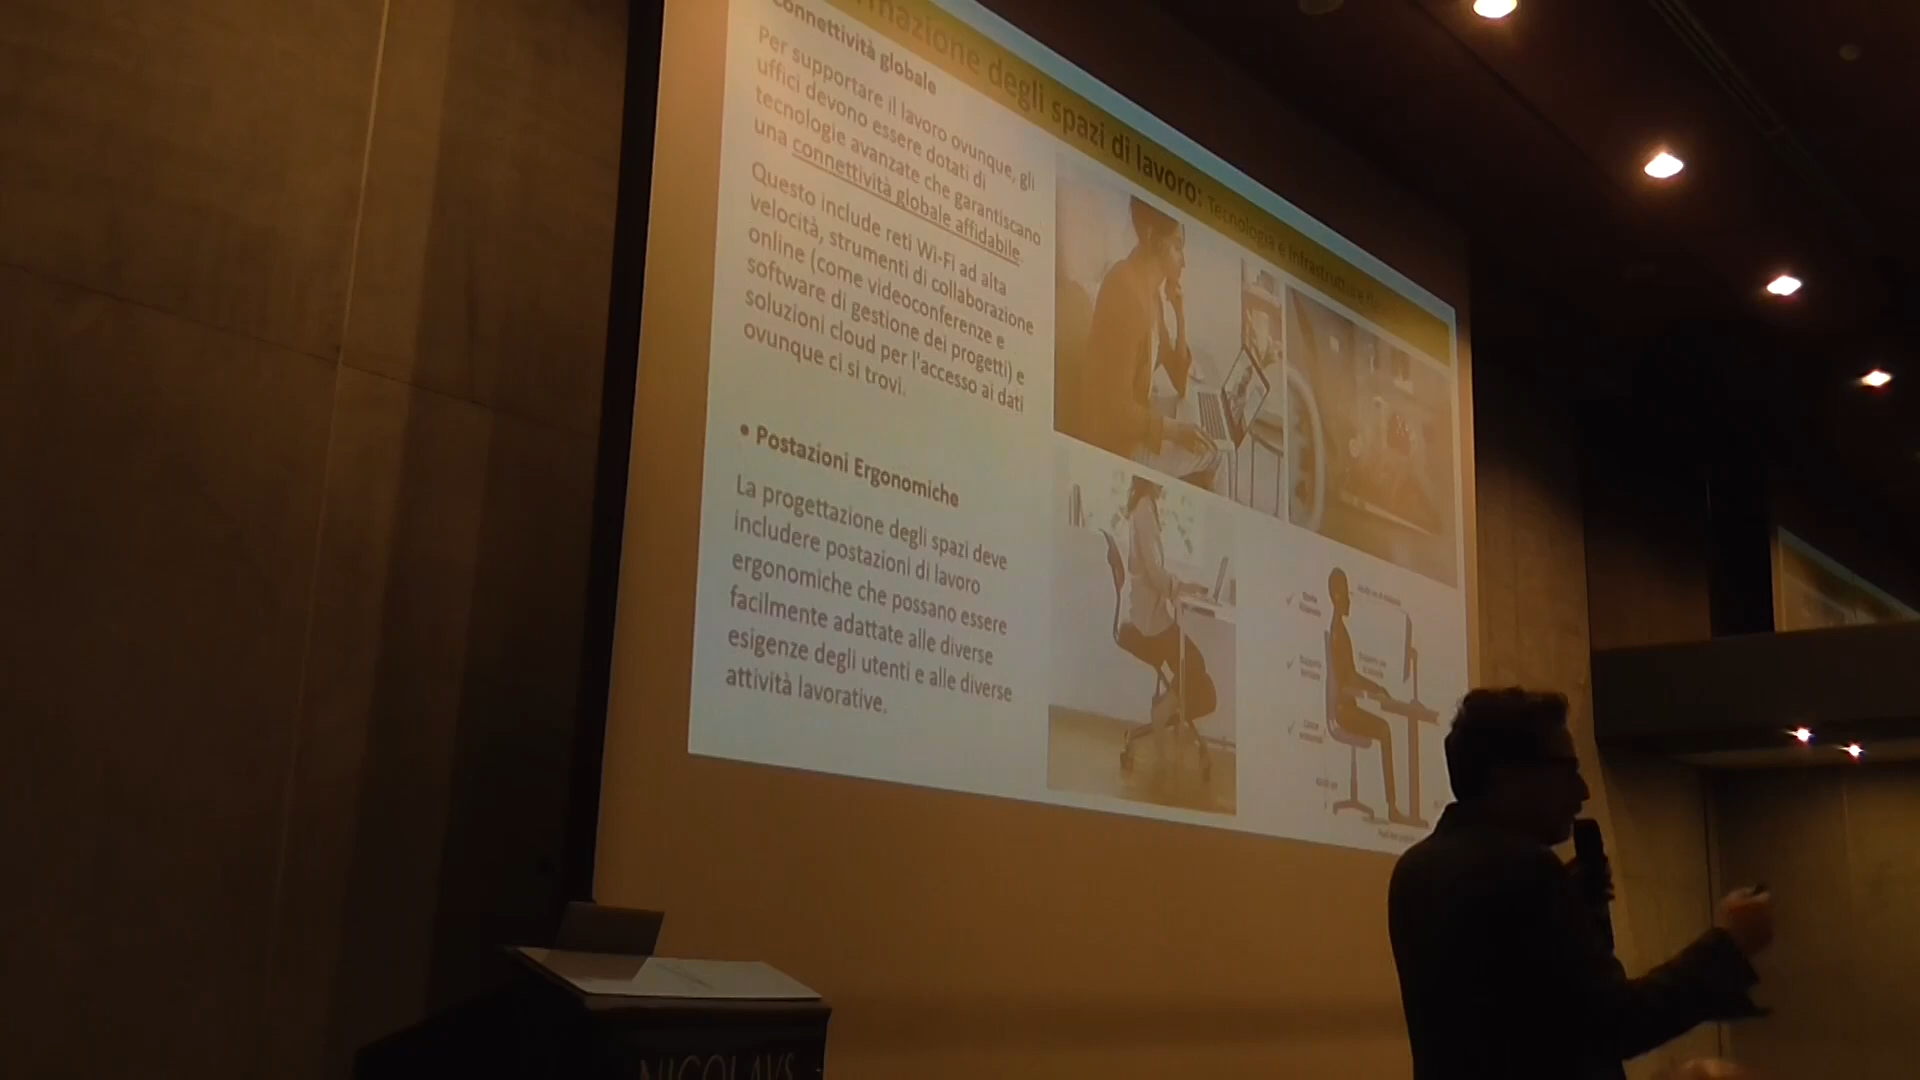 degli spazi di lavoro: Tecnologia e Infrastrutture
Connettività globale
Per supportare il lavoro ovunque, gli
uffici devono essere dotati di
tecnologie avanzate che garantiscano
una connettività globale affidabile.
Questo include reti Wi-Fi ad alta
velocità, strumenti di collaborazione
online (come videoconferenze e
software di gestione dei progetti) e
soluzioni cloud per l'accesso ai dati
ovunque ci si trovi.
• Postazioni Ergonomiche
La progettazione degli spazi deve
includere postazioni di lavoro
ergonomiche che possano essere
facilmente adattate alle diverse
esigenze degli utenti e alle diverse
attività lavorative.
NICOLAVS